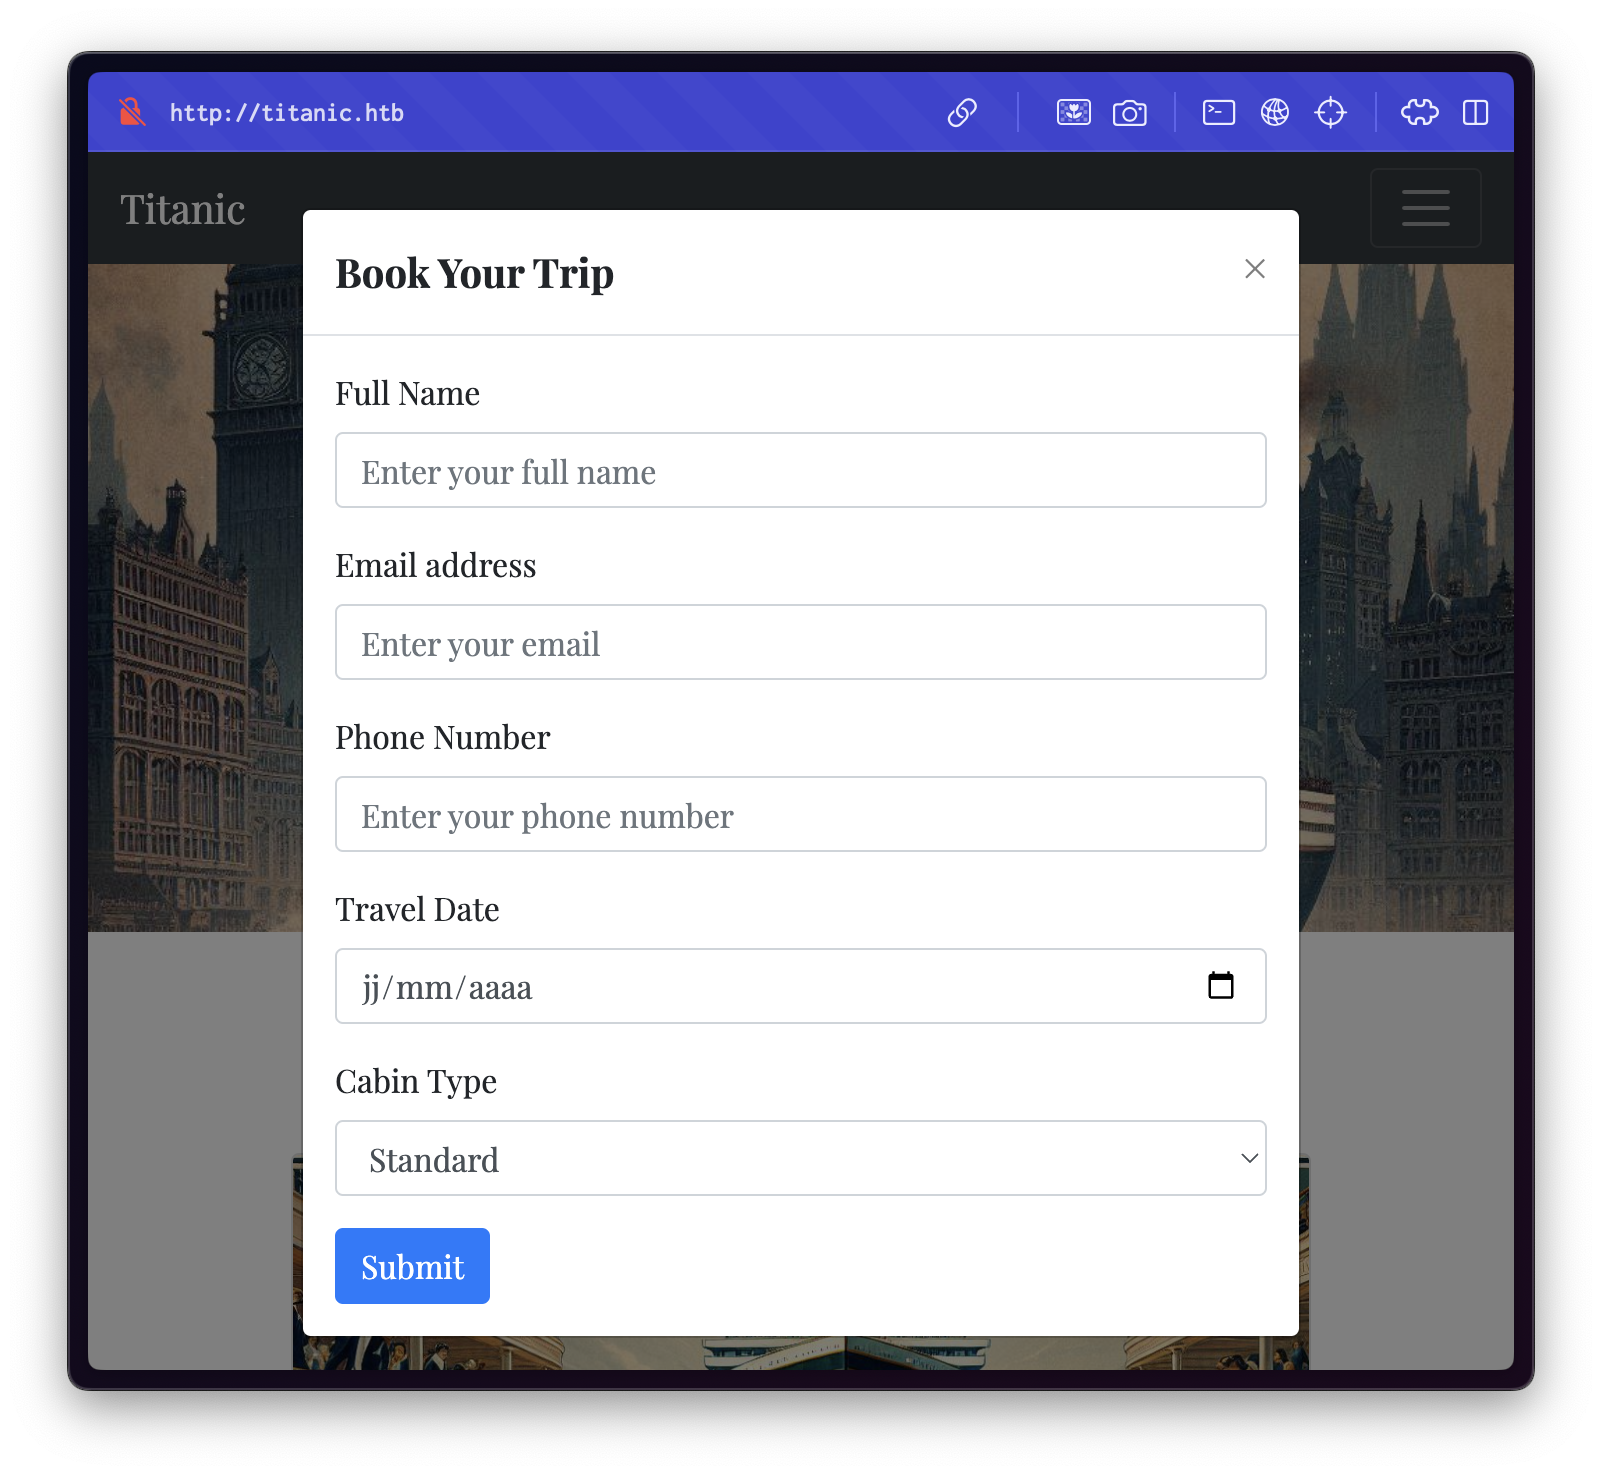 http://titanic.htb
Titanic
Book Your Trip
Full Name
Enter your full name
Email address
Enter your email
Phone Number
Enter your phone number
Travel Date
jj/mm/aaaa
Cabin Type
Standard
Submit